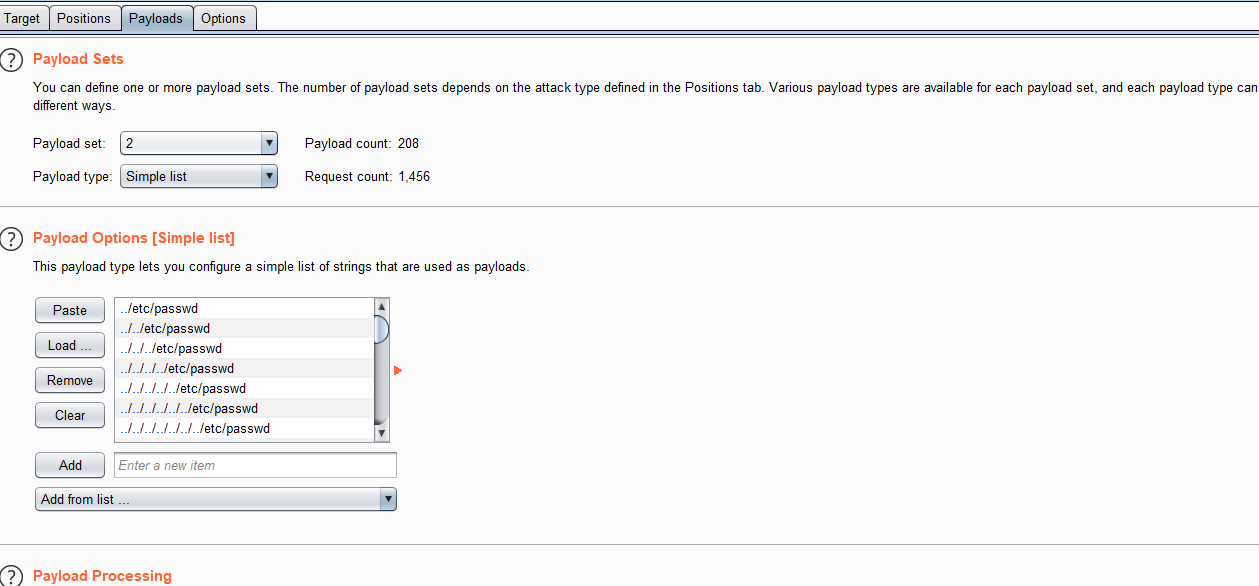 Target Positions Payloads Options
? Payload Sets
You can define one or more payload sets. The number of payload sets depends on the attack type defined in the Positions tab. Various payload types are available for each payload set, and each payload type can
different ways.
Payload set: 2 Payload count: 208
Payload type: Simple list Request count: 1,456
? Payload Options [Simple list]
This payload type lets you configure a simple list of strings that are used as payloads.
Paste
Load ...
Remove
Clear
../etc/passwd
../../etc/passwd
../../../etc/passwd
../../../../etc/passwd
../../../../../etc/passwd
../../../../../../etc/passwd
../../../../../../../etc/passwd
Add Enter a new item
Add from list ...
? Payload Processing